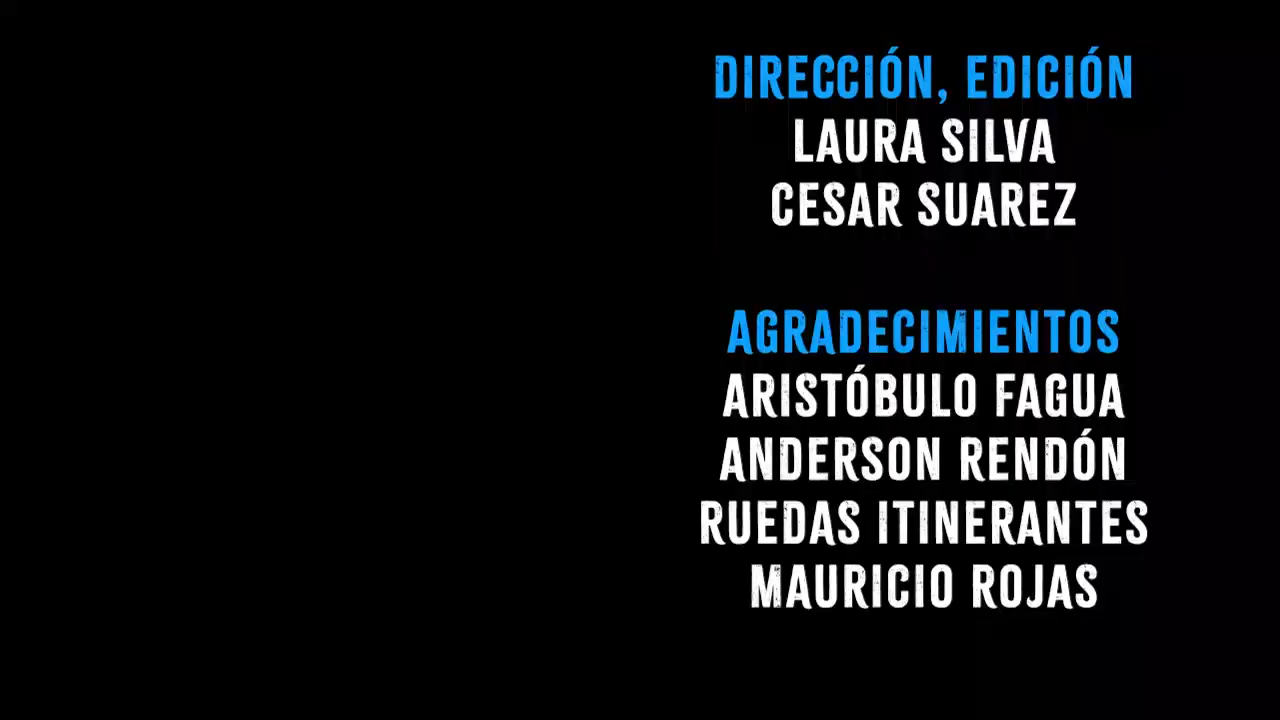 DIRECCIÓN, EDICIÓN
LAURA SILVA
CESAR SUAREZ
AGRADECIMIENTOS
ARISTÓBULO FAGUA
ANDERSON RENDÓN
RUEDAS ITINERANTES
MAURICIO ROJAS